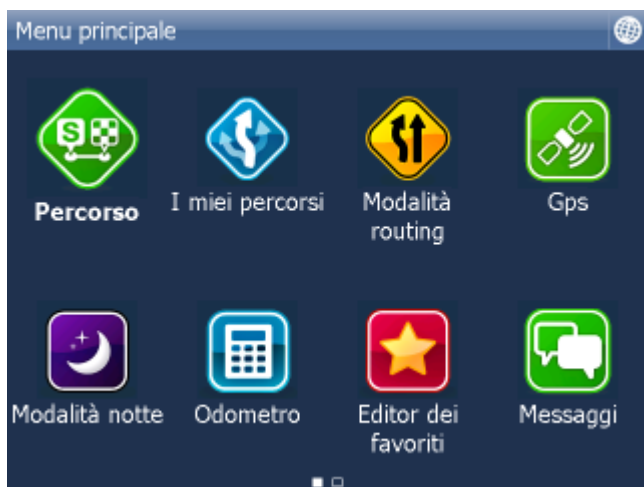 Menu principale
S
Percorso
I miei percorsi
Modalità
routing
Gps
Modalità notte
Odometro
Editor dei
favoriti
Messaggi